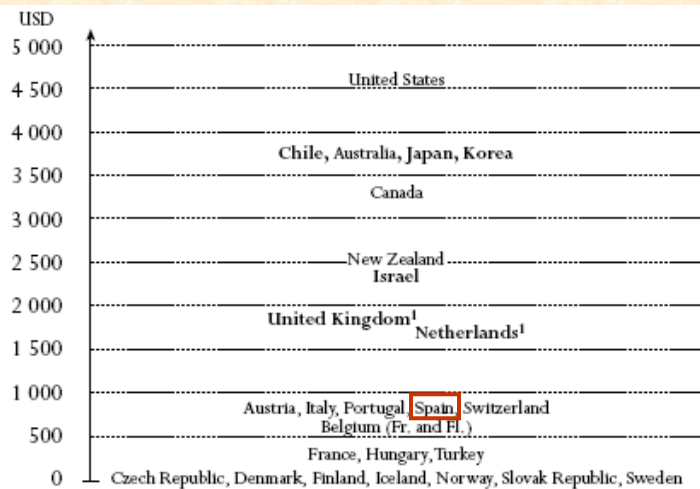 USD
5 000
United States
4 500
4 000
Chile, Australia, Japan, Korea
3 500
Canada
3 000
2 500 New Zealand
Israel
2 000
United Kingdom¹
Netherlands¹
1 500
1 000
Austria, Italy, Portugal, Spain, Switzerland
Belgium (Fr. and Fl.)
500
France, Hungary,Turkey
0 Czech Republic, Denmark, Finland, Iceland, Norway, Slovak Republic, Sweden